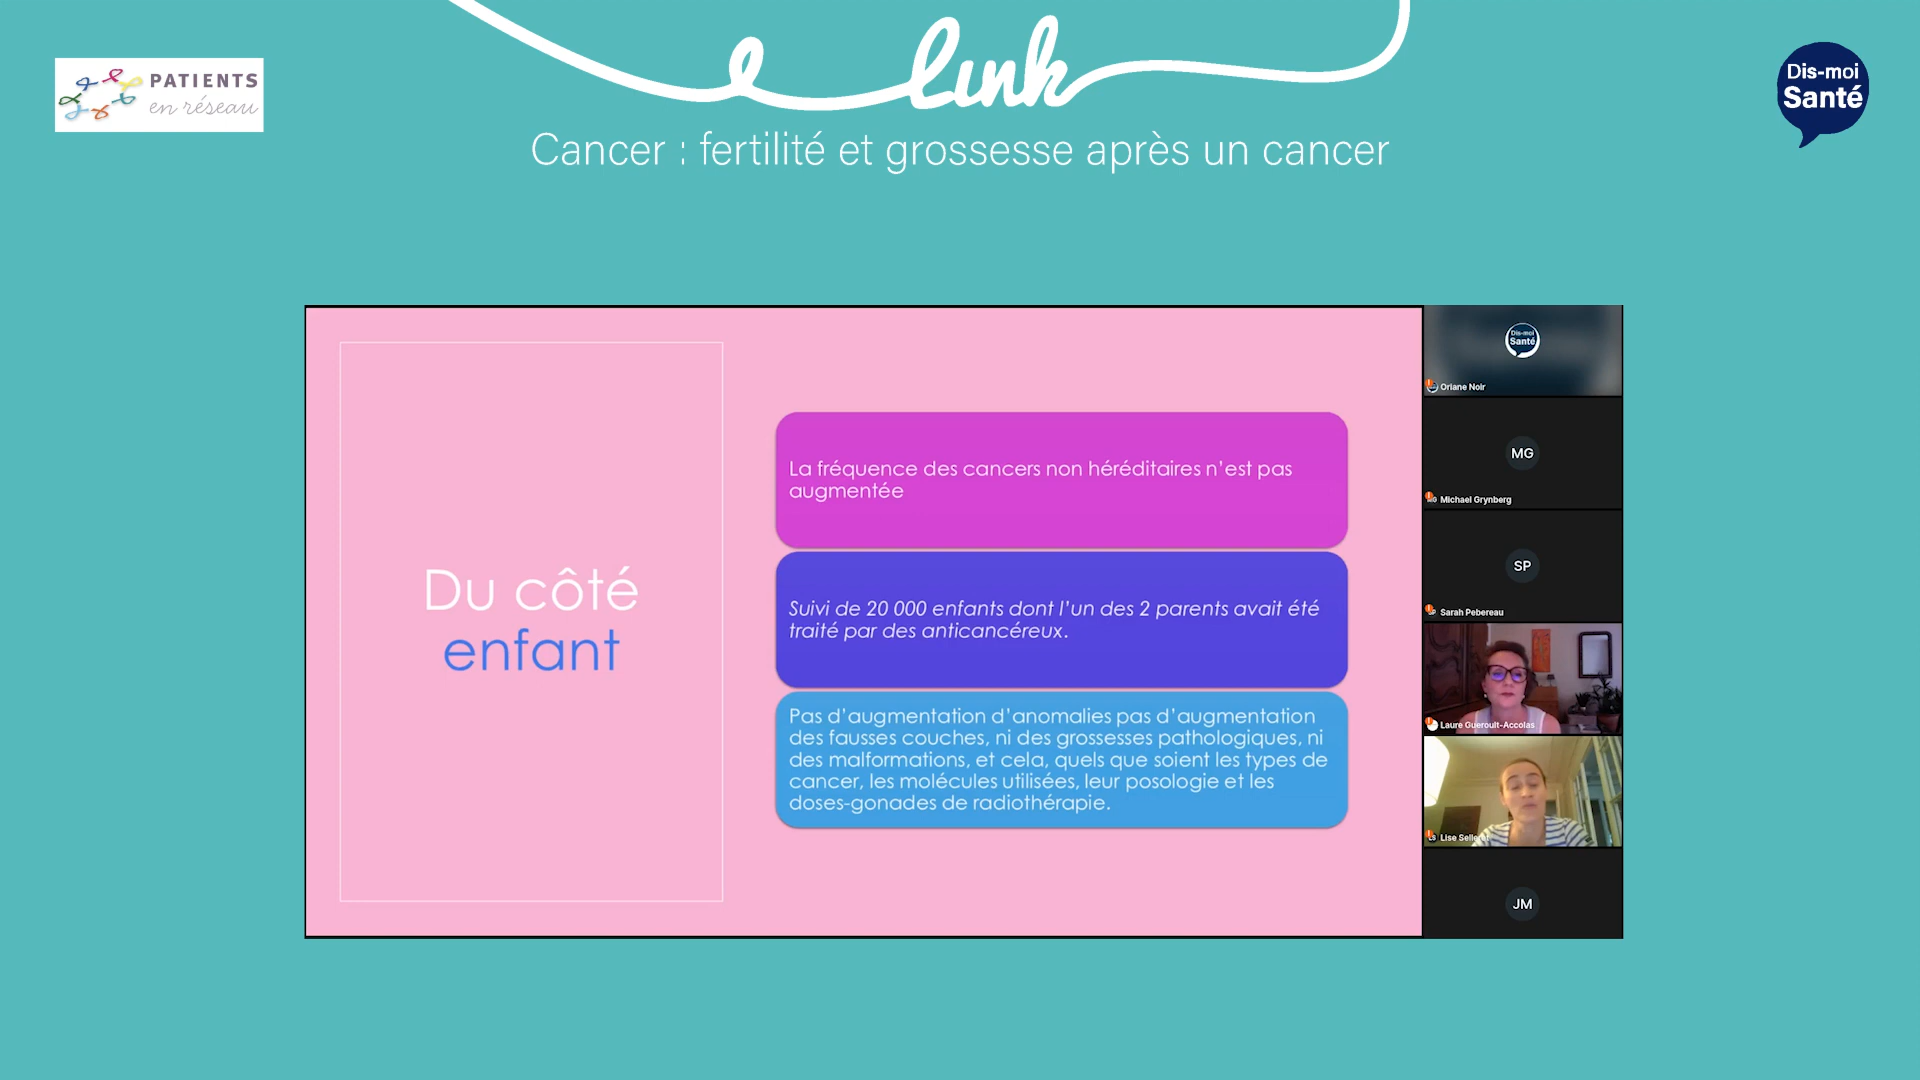 PATIENTS
en réseau
e link
Dis-moi
Santé
Cancer : fertilité et grossesse après un cancer
Du côté
enfant
La fréquence des cancers non héréditaires n’est pas
augmentée
Suivi de 20 000 enfants dont l’un des 2 parents avait été
traité par des anticancéreux.
Pas d’augmentation d’anomalies pas d’augmentation
des fausses couches, ni des grossesses pathologiques, ni
des malformations, et cela, quels que soient les types de
cancer, les molécules utilisées, leur posologie et les
doses-gonades de radiothérapie.
Dis-moi
Santé
Oriane Noir
MG
Michael Grynberg
SP
Sarah Pebereau
Laure Gueroult-Accolas
Lise
JM